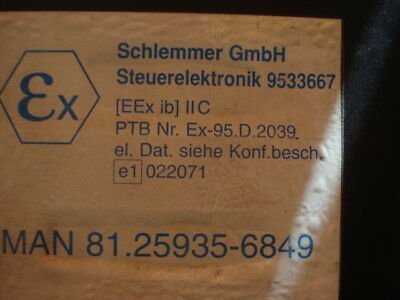 Schlemmer GmbH
Steuerelektronik 9533667
εx
[EEx ib] II C
PTB Nr. Ex-95.D.2039
el. Dat. siehe Konf.besch.
e1 022071
MAN 81.25935-6849